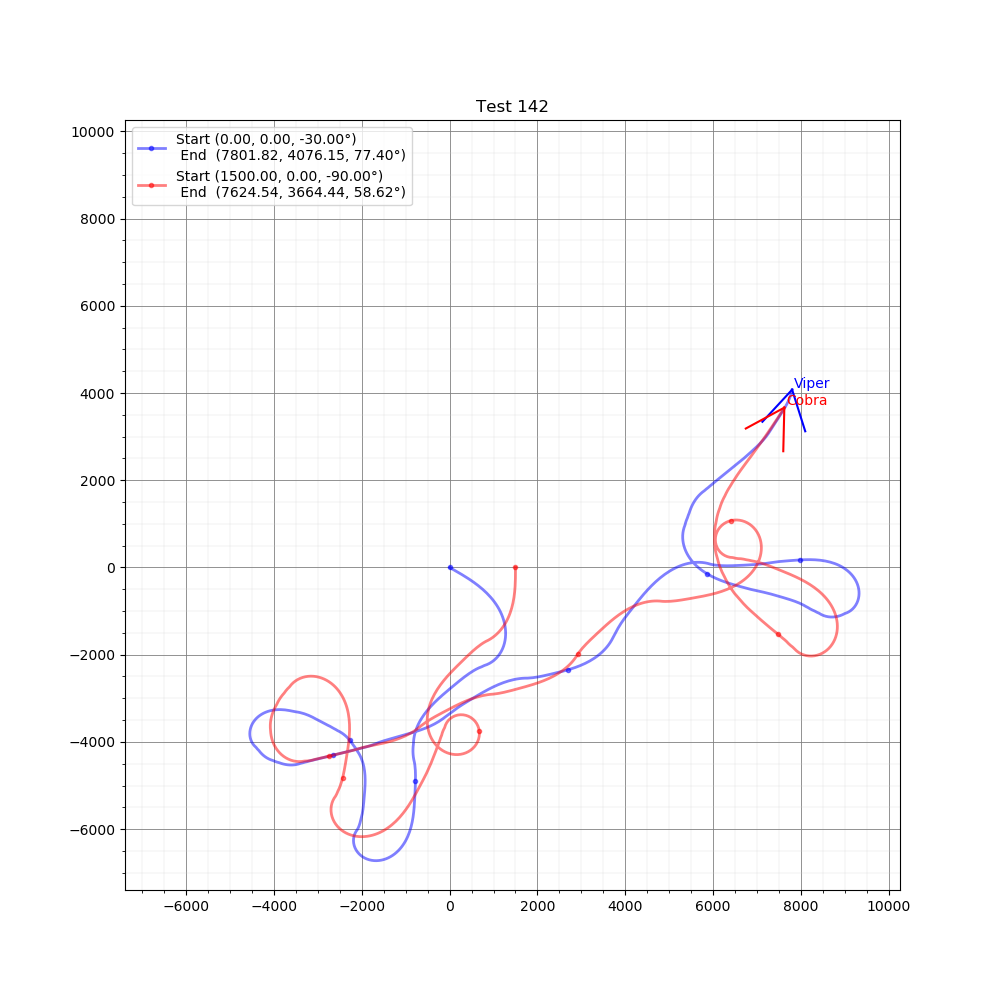 Test 142
Start (0.00, 0.00, -30.00°)
End (7801.82, 4076.15, 77.40°)
Start (1500.00, 0.00, -90.00°)
End (7624.54, 3664.44, 58.62°)
10000
8000
6000
4000
2000
0
−2000
−4000
−6000
Viper
Cobra
−6000 −4000 −2000 0 2000 4000 6000 8000 10000